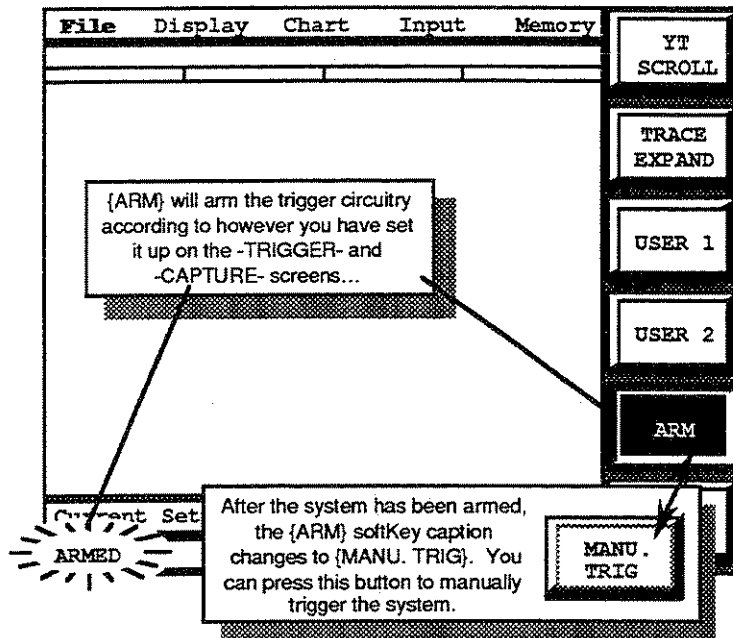 File Display Chart Input Memory
YT
SCROLL
TRACE
EXPAND
{ARM} will arm the trigger circuitry
according to however you have set
it up on the -TRIGGER- and
-CAPTURE- screens...
USER 1
USER 2
ARM
Current Set
ARMED
After the system has been armed,
the {ARM} softKey caption
changes to {MANU. TRIG}. You
can press this button to manually
trigger the system.
MANU.
TRIG